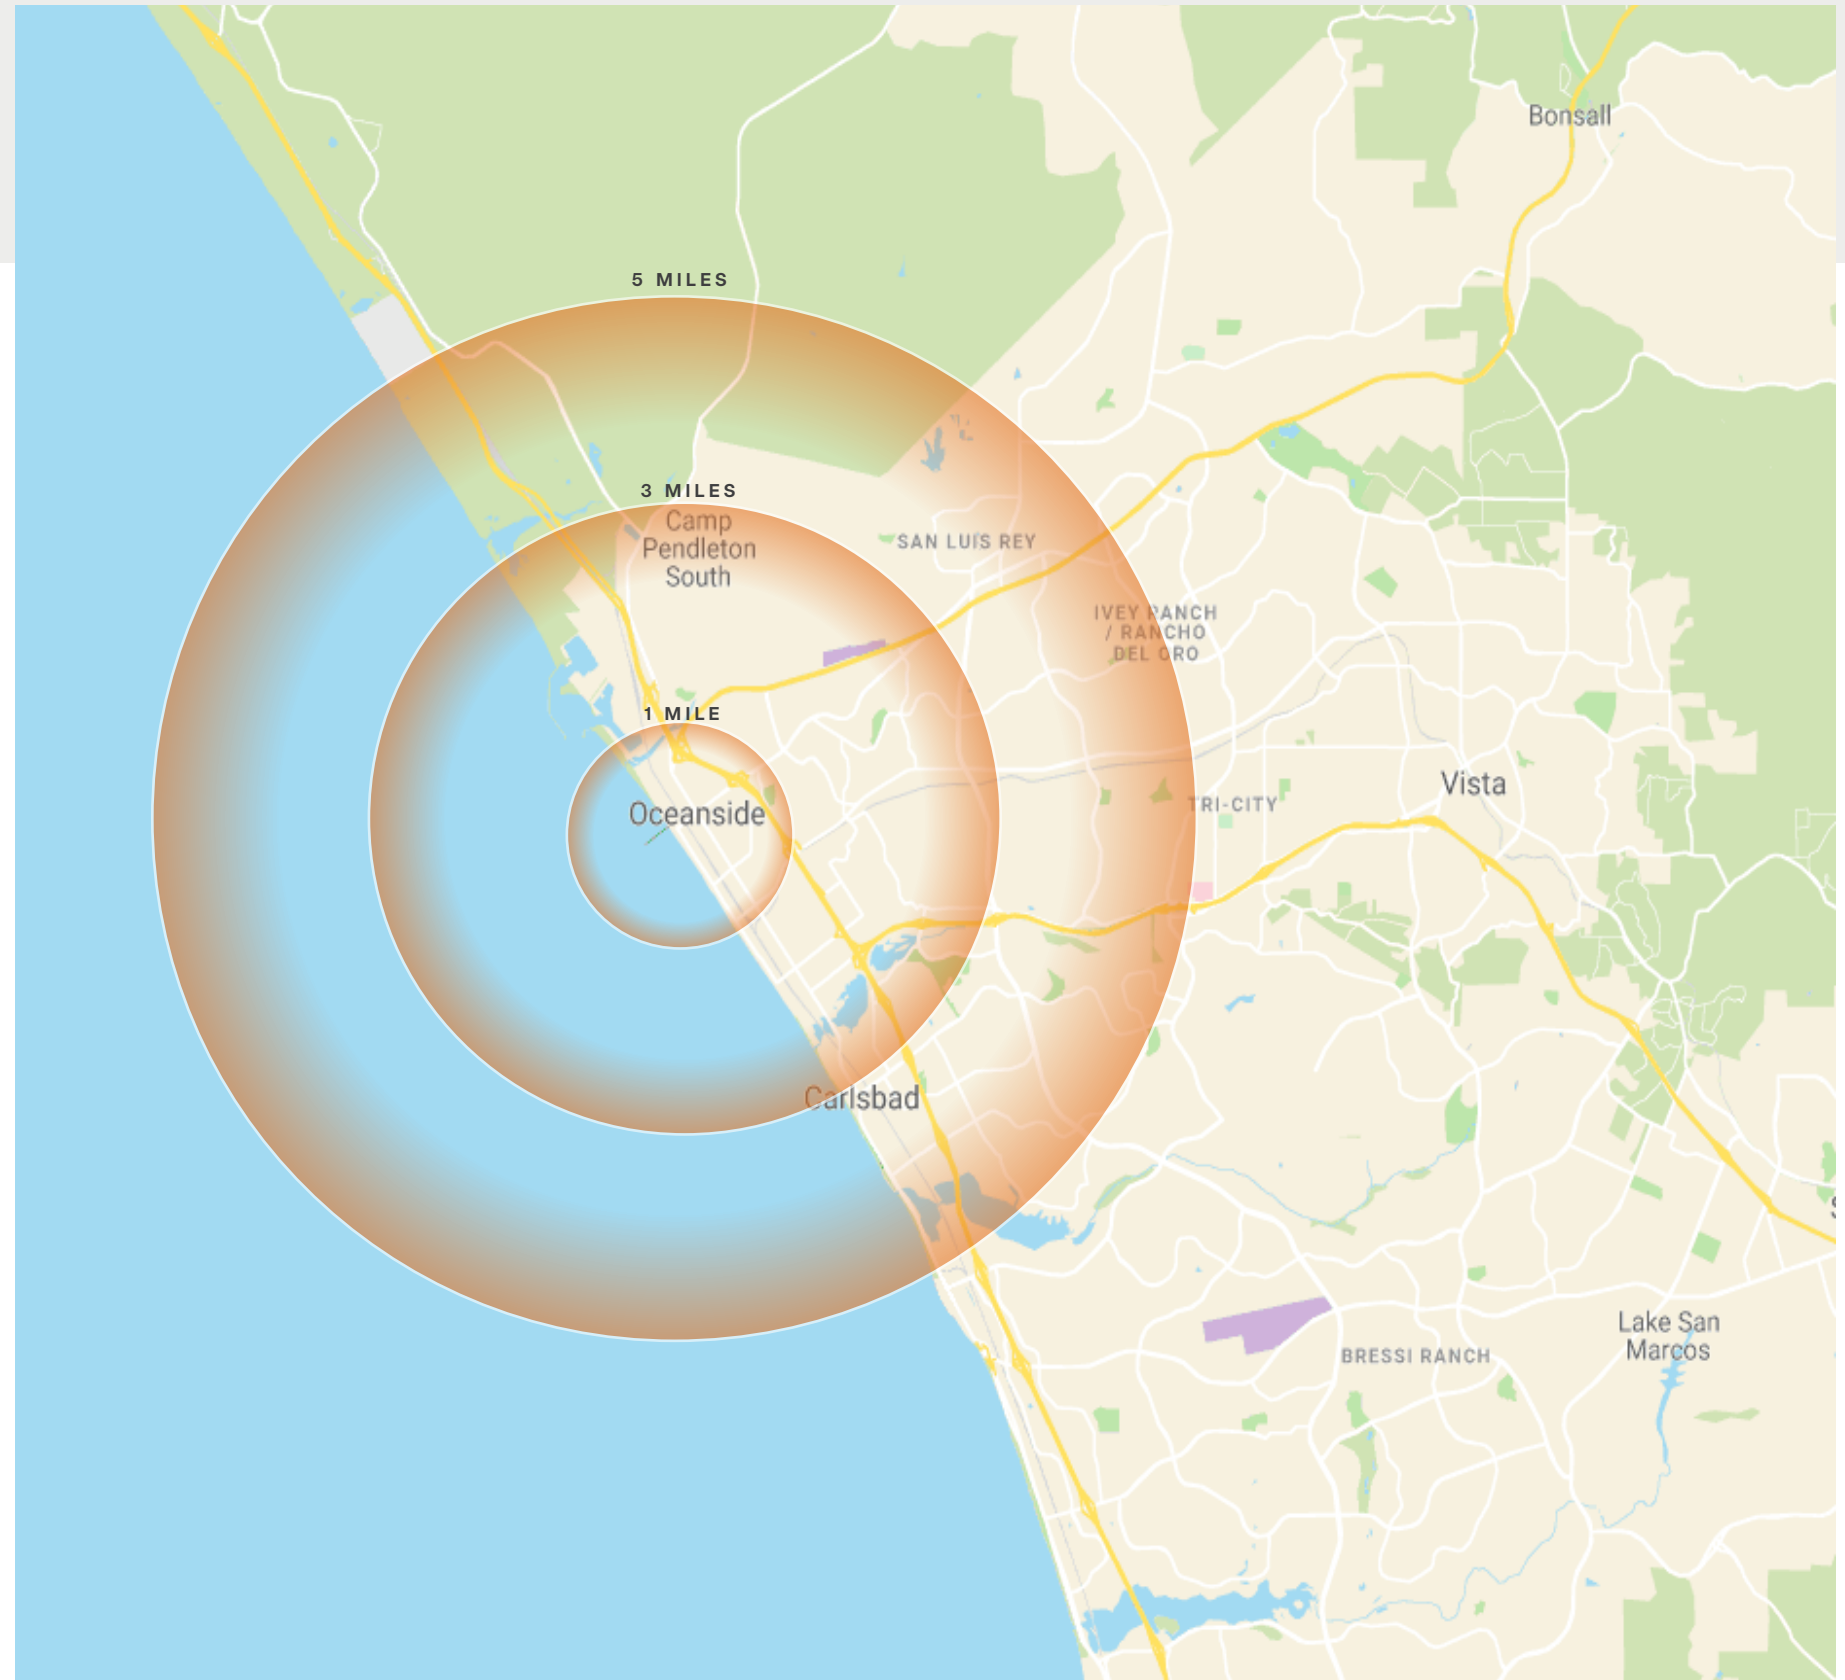 Bonsall
5 MILES
3 MILES
Camp
Pendleton
South
SAN LUIS REY
IVEY RANCH
/ RANCHO
DEL ORO
1 MILE
Vista
TRI-CITY
Oceanside
Carlsbad
Lake San
Marcos
BRESSI RANCH